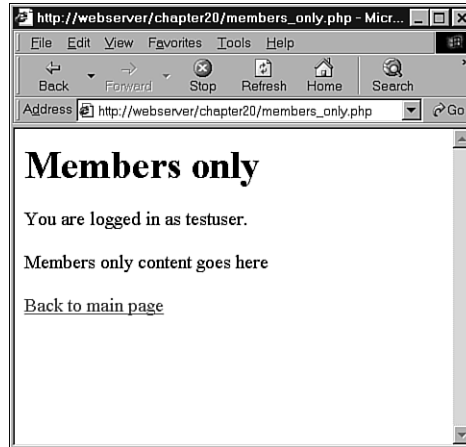 http://webserver/chapter20/members_only.php - Micr...
File Edit View Favorites Tools Help
Back Forward Stop Refresh Home Search
Address http://webserver/chapter20/members_only.php Go
Members only
You are logged in as testuser.
Members only content goes here
Back to main page